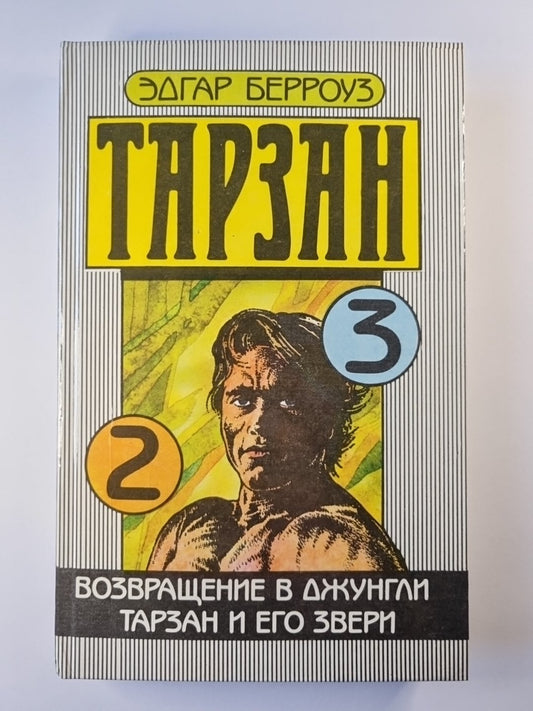 ЭДГАР БЕРРОУЗ
ТАРЗАН
3
2
ВОЗВРАЩЕНИЕ В ДЖУНГЛИ
ТАРЗАН И ЕГО ЗВЕРИ